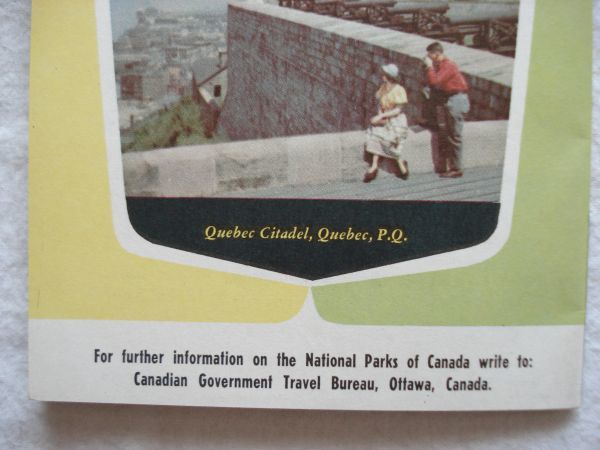 Quebec Citadel, Quebec, P.Q.
For further information on the National Parks of Canada write to:
Canadian Government Travel Bureau, Ottawa, Canada.